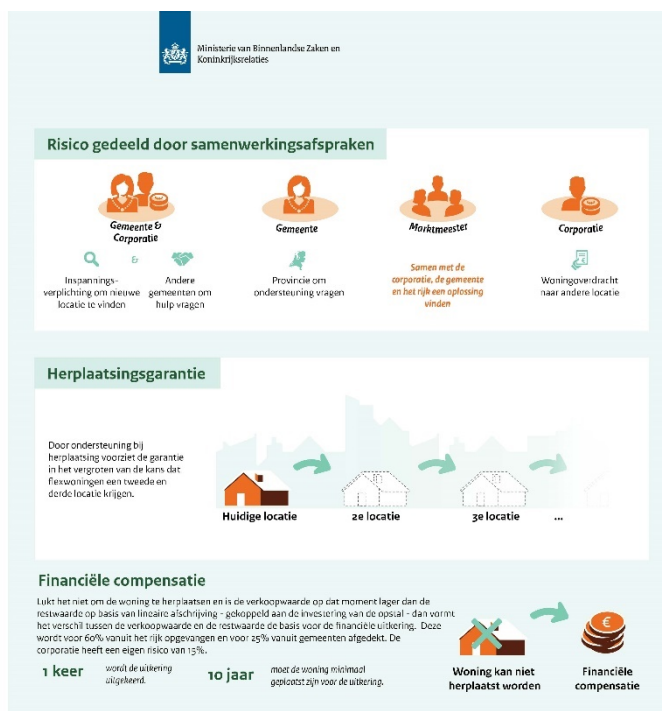 Ministerie van Binnenlandse Zaken en
Koninkrijksrelaties
Risico gedeeld door samenwerkingsafspraken
Gemeente &
Corporatie
&
Inspannings-
verplichting om nieuwe
locatie te vinden
Andere
gemeenten om
hulp vragen
Gemeente
Provincie om
ondersteuning vragen
Marktmeester
Samen met de
corporatie, de gemeente
en het rijk een oplossing
vinden
Corporatie
Woningoverdracht
naar andere locatie
Herplaatsingsgarantie
Door ondersteuning bij
herplaatsing voorziet de garantie
in het vergroten van de kans dat
flexwoningen een tweede en
derde locatie krijgen.
Huidige locatie
2e locatie
3e locatie
...
Financiële compensatie
Lukt het niet om de woning te herplaatsen en is de verkoopwaarde op dat moment lager dan de
restwaarde op basis van lineaire afschrijving - gekoppeld aan de investering van de opstal - dan vormt
het verschil tussen de verkoopwaarde en de restwaarde de basis voor de financiële uitkering. Deze
wordt voor 60% vanuit het rijk opgevangen en voor 25% vanuit gemeenten afgedekt. De
corporatie heeft een eigen risico van 15%.
1 keer
wordt de uitkering
uitgekeerd.
10 jaar
moet de woning minimaal
geplaatst zijn voor de uitkering.
Woning kan niet
herplaatst worden
€
Financiële
compensatie